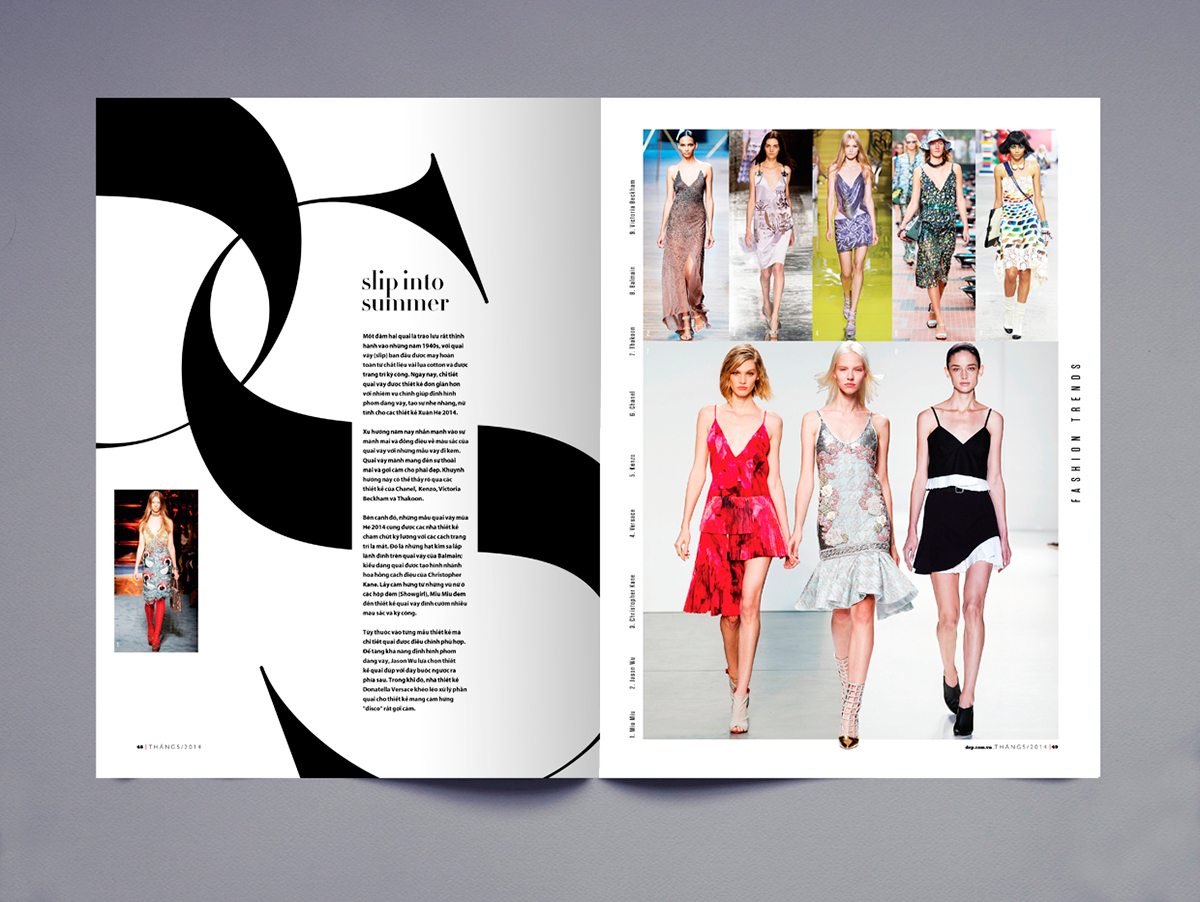 slip into
summer
Mốt đầm hai quai là trào lưu rất thịnh
hành vào những năm 1940s, với quai
váy (slip) ban đầu được may hoàn
toàn từ chất liệu vải lụa cotton và được
trang trí kỳ công. Ngày nay, chi tiết
quai váy được thiết kế đơn giản hơn
với nhiệm vụ chính giúp định hình
phom dáng váy, tạo sự nhẹ nhàng, nữ
tính cho các thiết kế Xuân Hè 2014.
Xu hướng năm nay nhấn mạnh vào sự
mảnh mai và đồng điệu về màu sắc của
quai váy với những mẫu váy đi kèm.
Quai váy mảnh mang đến sự thoải
mái và gợi cảm cho phái đẹp. Khuynh
hướng này có thể thấy rõ qua các
thiết kế của Chanel, Kenzo, Victoria
Beckham và Thakoon.
Bên cạnh đó, những mẫu quai váy mùa
Hè 2014 cũng được các nhà thiết kế
chăm chút kỹ lưỡng với các cách trang
trí lạ mắt. Đó là những hạt kim sa lấp
lánh đính trên quai váy của Balmain;
kiểu dáng quai được tạo hình nhành
hoa hồng cách điệu của Christopher
Kane. Lấy cảm hứng từ những vũ nữ ở
các hộp đêm (Showgirl), Miu Miu đem
đến thiết kế quai váy đính cườm nhiều
màu sắc và kỳ công.
Tùy thuộc vào từng mẫu thiết kế mà
chi tiết quai được điều chỉnh phù hợp.
Để tăng khả năng định hình phom
dáng váy, Jason Wu lựa chọn thiết
kế quai đúp với dây buộc ngược ra
phía sau. Trong khi đó, nhà thiết kế
Donatella Versace khéo léo xử lý phần
quai cho thiết kế mang cảm hứng
"disco" rất gợi cảm.
68 | THÁNG5/2014
1. Miu Miu 2. Jason Wu 3. Christopher Kane 4. Versace 5. Kenzo 6. Chanel 7. Thakoon 8. Balmain 9. Victoria Beckham
FASHION TRENDS
dep.com.vn .THÁNG5/2014 |69